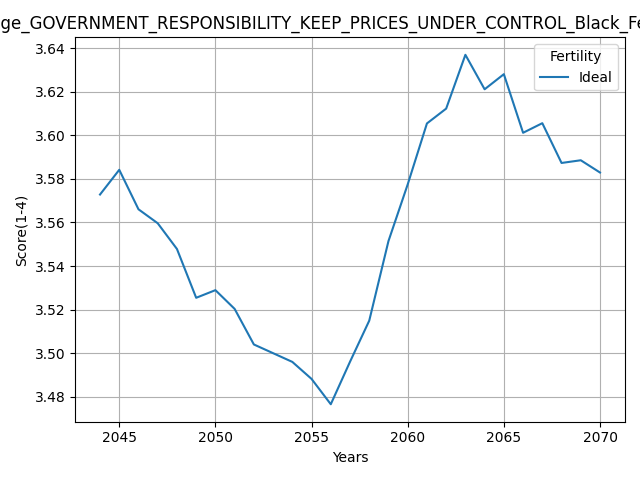 ge_GOVERNMENT_RESPONSIBILITY_KEEP_PRICES_UNDER_CONTROL_Black_Fe
Fertility
Ideal
3.64
3.62
3.60
3.58
3.56
3.54
3.52
3.50
3.48
Score(1-4)
2045 2050 2055 2060 2065 2070
Years